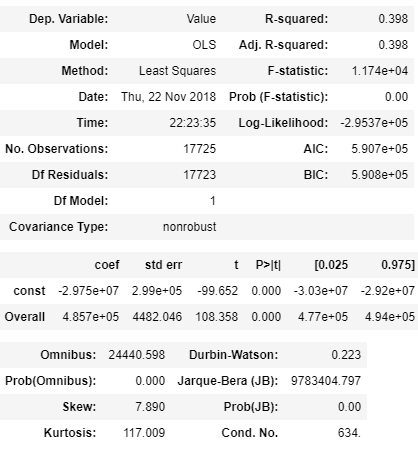 Dep. Variable: Value R-squared: 0.398
Model: OLS Adj. R-squared: 0.398
Method: Least Squares F-statistic: 1.174e+04
Date: Thu, 22 Nov 2018 Prob (F-statistic): 0.00
Time: 22:23:35 Log-Likelihood: -2.9537e+05
No. Observations: 17725 AIC: 5.907e+05
Df Residuals: 17723 BIC: 5.908e+05
Df Model: 1
Covariance Type: nonrobust
coef std err t P>|t| [0.025 0.975]
const -2.975e+07 2.99e+05 -99.652 0.000 -3.03e+07 -2.92e+07
Overall 4.857e+05 4482.046 108.358 0.000 4.77e+05 4.94e+05
Omnibus: 24440.598 Durbin-Watson: 0.223
Prob(Omnibus): 0.000 Jarque-Bera (JB): 9783404.797
Skew: 7.890 Prob(JB): 0.00
Kurtosis: 117.009 Cond. No. 634.